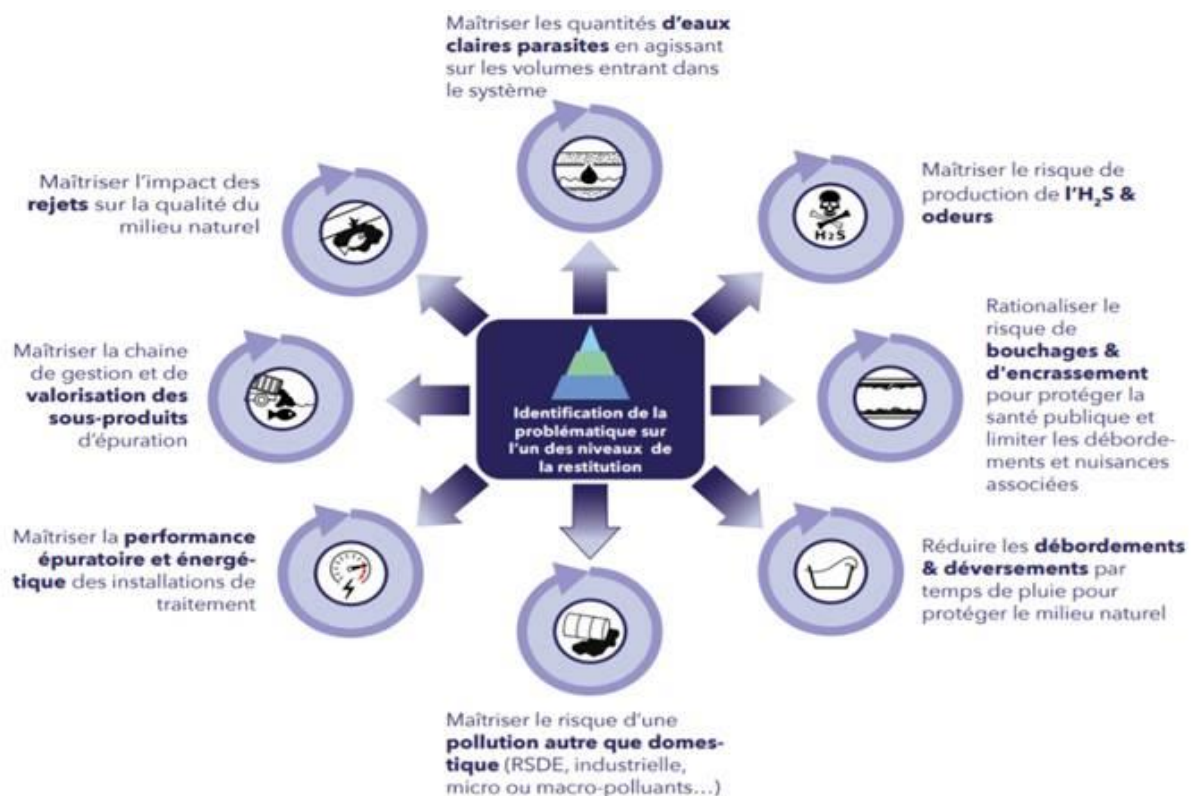 Maîtriser les quantités d'eaux
claires parasites en agissant
sur les volumes entrant dans
le système
Maîtriser l'impact des
rejets sur la qualité du
milieu naturel
H2S
Maîtriser le risque de
production de l'H₂S &
odeurs
Maîtriser la chaine
de gestion et de
valorisation des
sous-produits
d'épuration
Identification de la
problématique sur
l'un des niveaux de
la restitution
Rationaliser le
risque de
bouchages &
d'encrassement
pour protéger la
santé publique et
limiter les déborde-
ments et nuisances
associées
Maîtriser la performance
épuratoire et énergé-
tique des installations de
traitement
Réduire les débordements
& déversements par
temps de pluie pour
protéger le milieu naturel
Maîtriser le risque d'une
pollution autre que domes-
tique (RSDE, industrielle,
micro ou macro-polluants...)